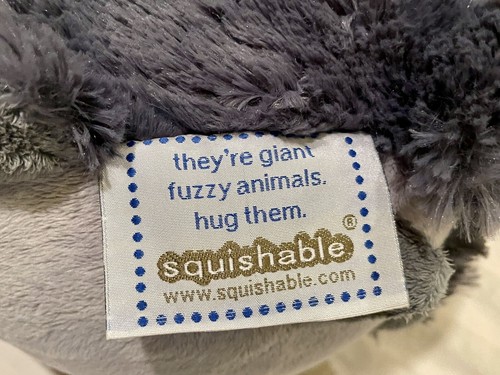 they're giant
fuzzy animals.
hug them.
squishable®
www.squishable.com